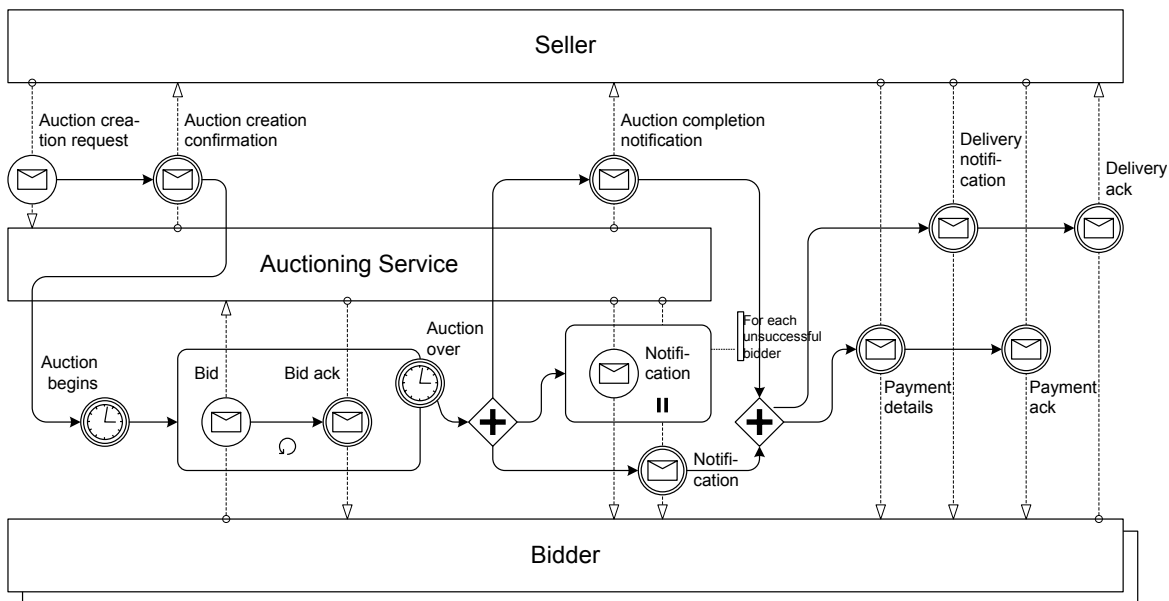 Seller
Auction crea-
tion request
Auction creation
confirmation
Auction completion
notification
Delivery
notifi-
cation
Delivery
ack
Auctioning Service
Auction
begins
Bid
Bid ack
Auction
over
Notifi-
cation
For each
unsuccessful
bidder
Notifi-
cation
Payment
details
Payment
ack
Bidder